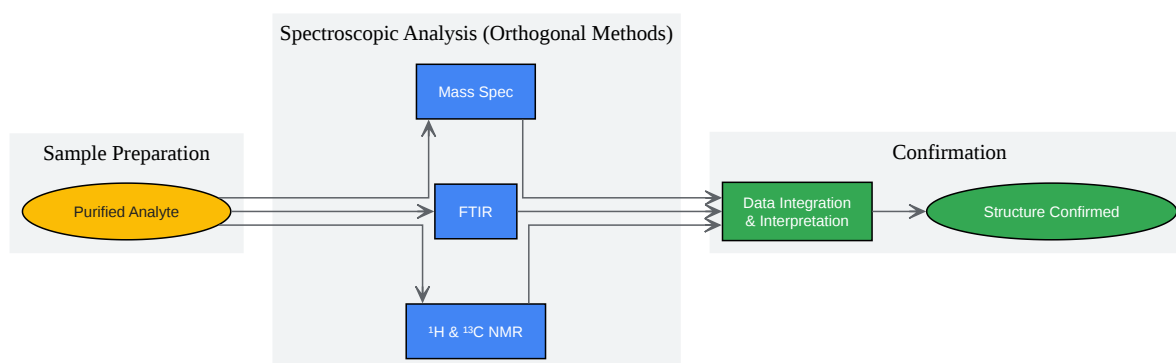 Spectroscopic Analysis (Orthogonal Methods)
Mass Spec
Sample Preparation
Confirmation
Purified Analyte
FTIR
Data Integration
& Interpretation
Structure Confirmed
¹H & ¹³C NMR